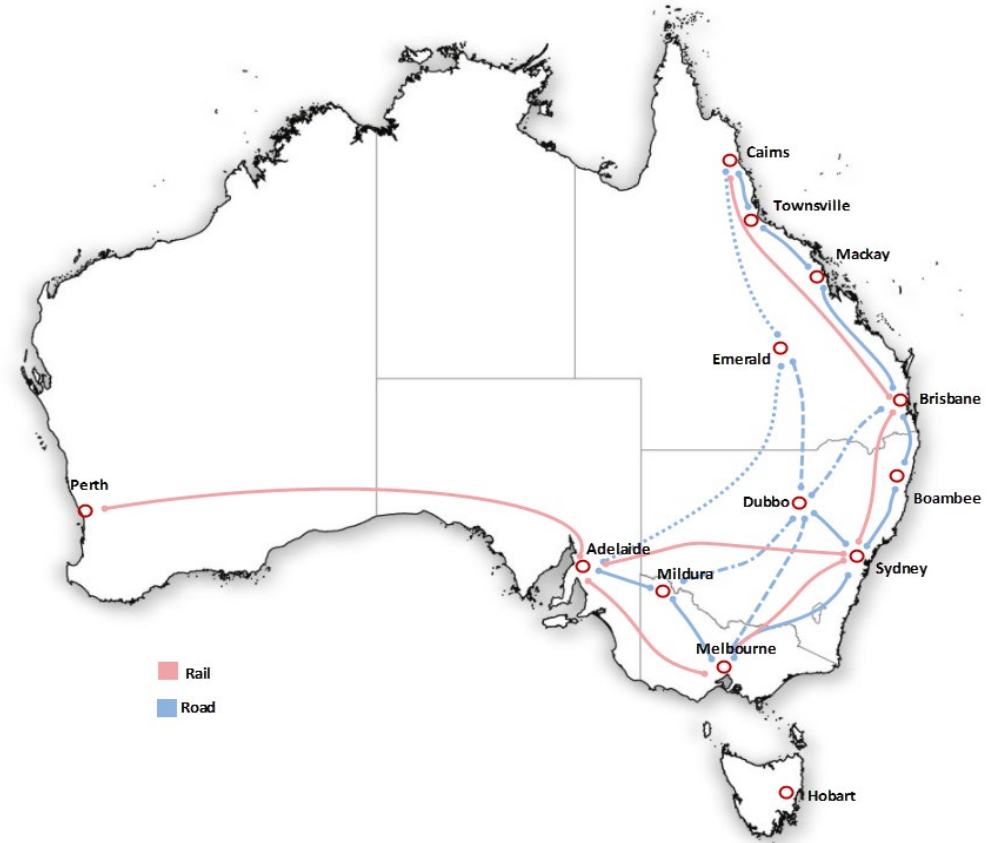 Cairns
Townsville
Mackay
Emerald
Brisbane
Perth
Dubbo
Boambee
Adelaide
Sydney
Mildura
Melbourne
Rail
Road
Hobart